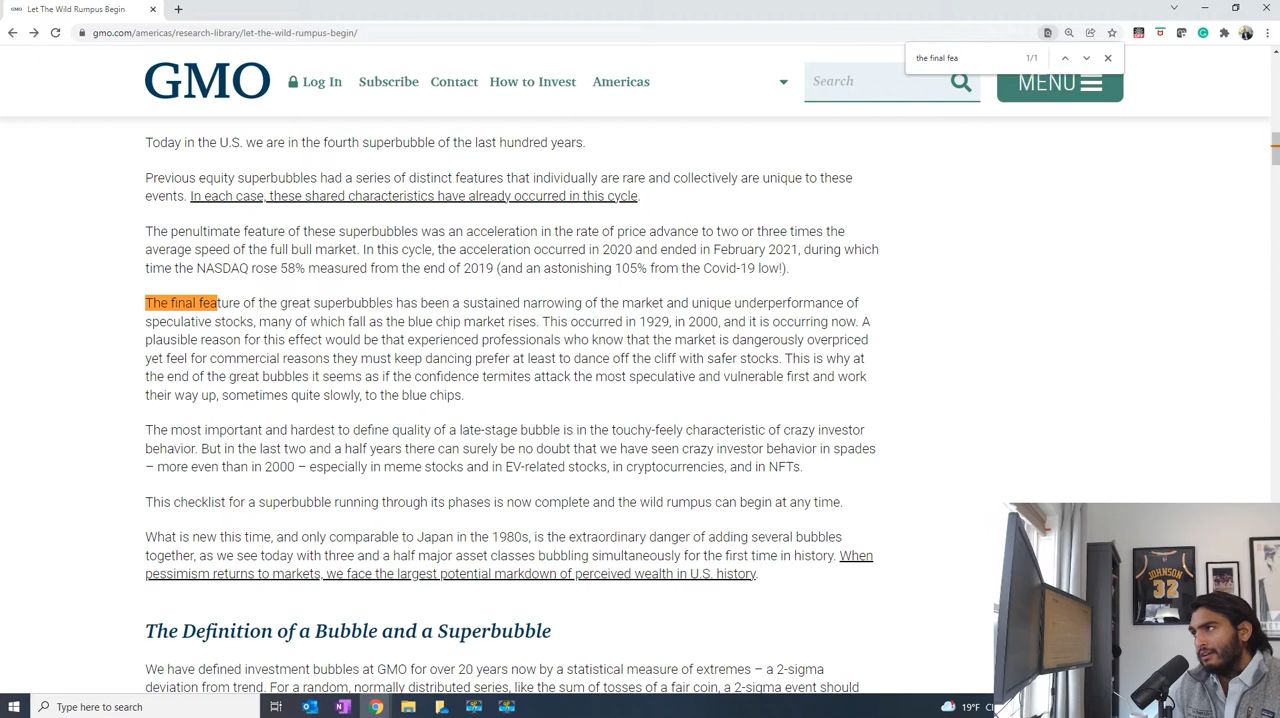 GMO Let The Wild Rumpus Begin
gmo.com/americas/research-library/let-the-wild-rumpus-begin/
the final fea 1/1
GMO Log In Subscribe Contact How to Invest Americas Search MENU
Today in the U.S. we are in the fourth superbubble of the last hundred years.
Previous equity superbubbles had a series of distinct features that individually are rare and collectively are unique to these
events. In each case, these shared characteristics have already occurred in this cycle.
The penultimate feature of these superbubbles was an acceleration in the rate of price advance to two or three times the
average speed of the full bull market. In this cycle, the acceleration occurred in 2020 and ended in February 2021, during which
time the NASDAQ rose 58% measured from the end of 2019 (and an astonishing 105% from the Covid-19 low!).
The final feature of the great superbubbles has been a sustained narrowing of the market and unique underperformance of
speculative stocks, many of which fall as the blue chip market rises. This occurred in 1929, in 2000, and it is occurring now. A
plausible reason for this effect would be that experienced professionals who know that the market is dangerously overpriced
yet feel for commercial reasons they must keep dancing prefer at least to dance off the cliff with safer stocks. This is why at
the end of the great bubbles it seems as if the confidence termites attack the most speculative and vulnerable first and work
their way up, sometimes quite slowly, to the blue chips.
The most important and hardest to define quality of a late-stage bubble is in the touchy-feely characteristic of crazy investor
behavior. But in the last two and a half years there can surely be no doubt that we have seen crazy investor behavior in spades
– more even than in 2000 – especially in meme stocks and in EV-related stocks, in cryptocurrencies, and in NFTs.
This checklist for a superbubble running through its phases is now complete and the wild rumpus can begin at any time.
What is new this time, and only comparable to Japan in the 1980s, is the extraordinary danger of adding several bubbles
together, as we see today with three and a half major asset classes bubbling simultaneously for the first time in history. When
pessimism returns to markets, we face the largest potential markdown of perceived wealth in U.S. history.
The Definition of a Bubble and a Superbubble
We have defined investment bubbles at GMO for over 20 years now by a statistical measure of extremes – a 2-sigma
deviation from trend. For a random, normally distributed series, like the sum of tosses of a fair coin, a 2-sigma event should
JOHNSON
32
Type here to search
19°F